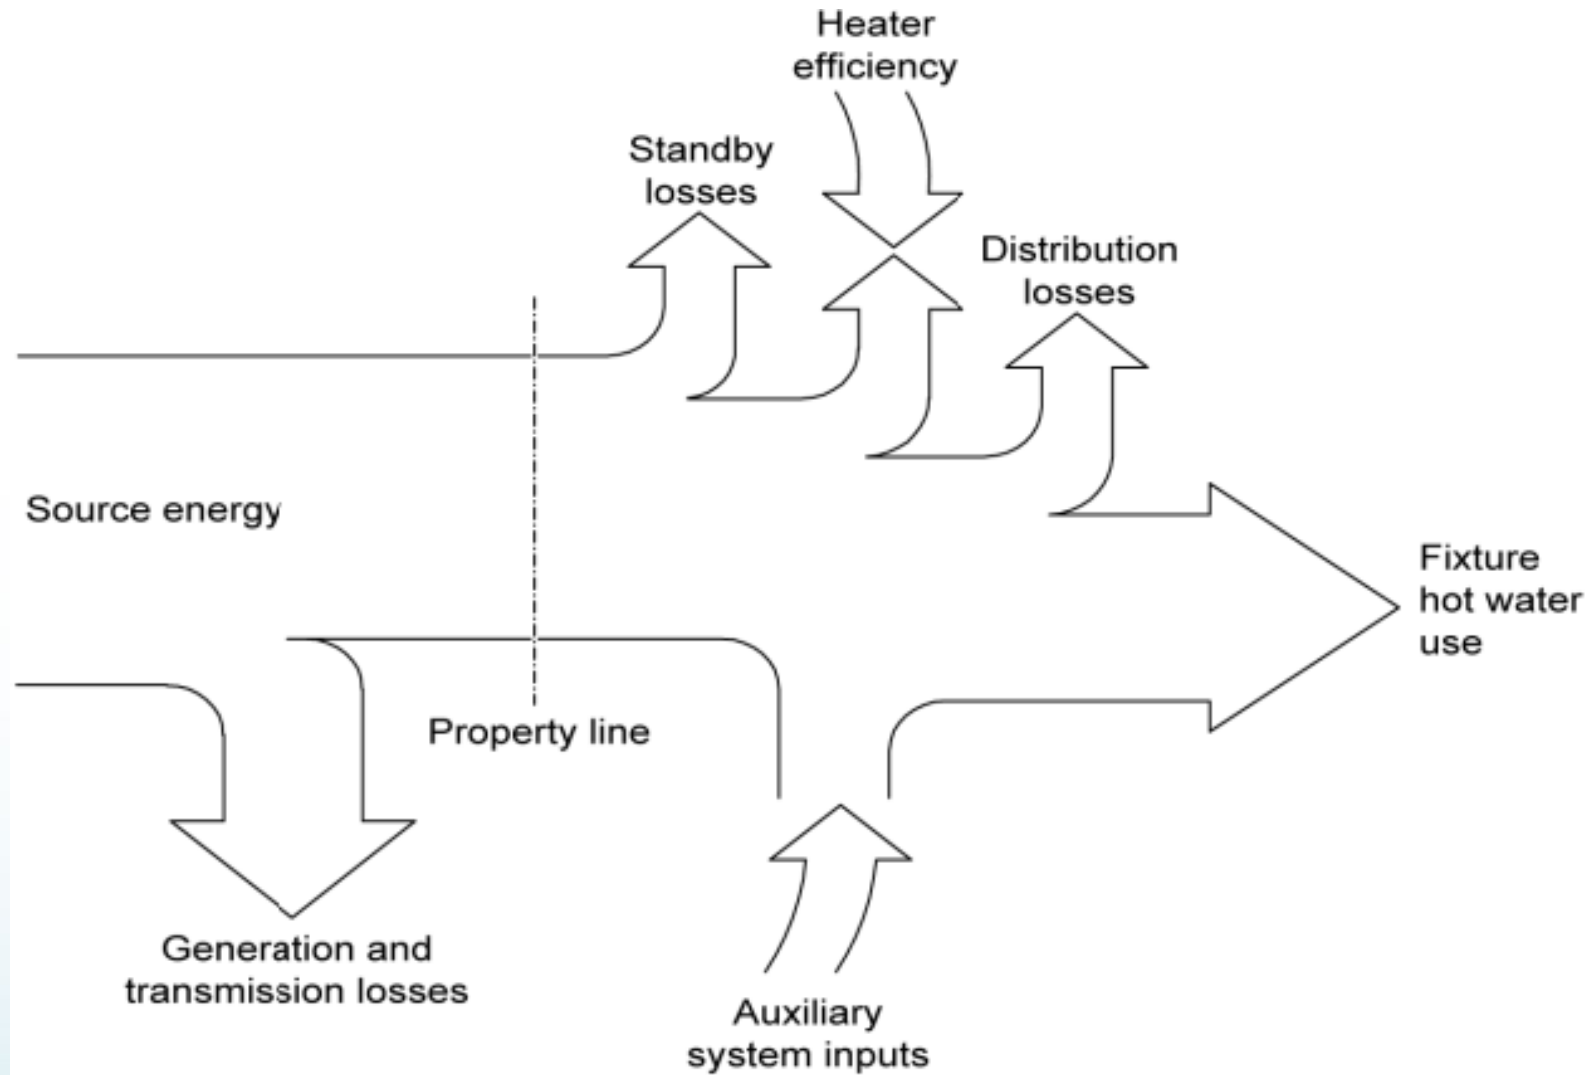 Heater
efficiency
Standby
losses
Distribution
losses
Source energy
Fixture
hot water
use
Property line
Generation and
transmission losses
Auxiliary
system inputs